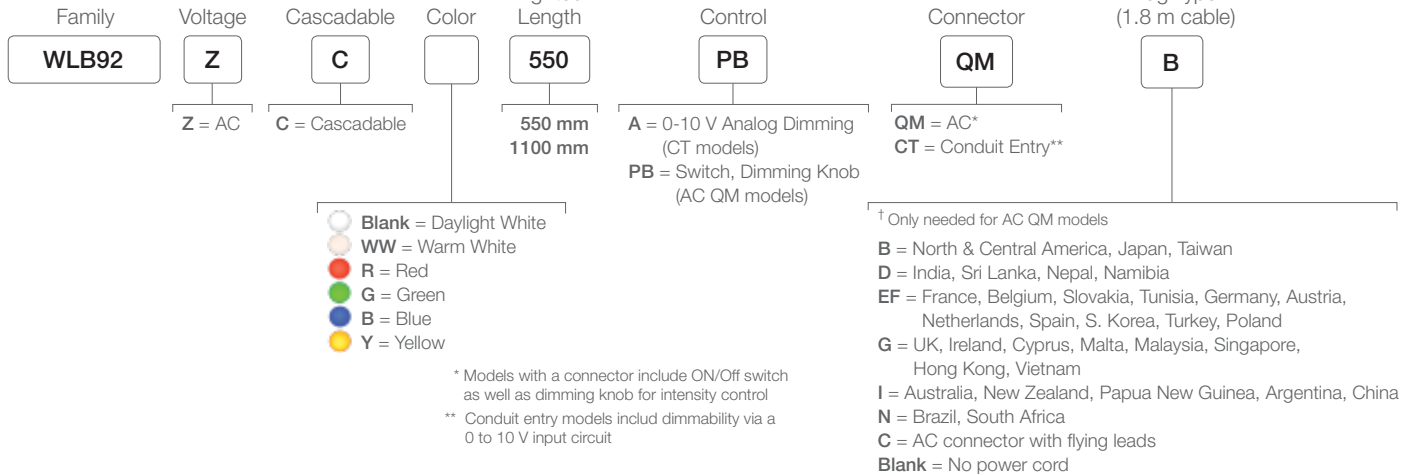 Family Voltage Cascadable Color Length Control Connector (1.8 m cable)
WLB92 Z C 550 PB QM B
Z = AC
C = Cascadable
550 mm
1100 mm
A = 0-10 V Analog Dimming
(CT models)
PB = Switch, Dimming Knob
(AC QM models)
QM = AC*
CT = Conduit Entry**
Blank = Daylight White
WW = Warm White
R = Red
G = Green
B = Blue
Y = Yellow
* Models with a connector include ON/Off switch
as well as dimming knob for intensity control
** Conduit entry models includ dimmability via a
0 to 10 V input circuit
† Only needed for AC QM models
B = North & Central America, Japan, Taiwan
D = India, Sri Lanka, Nepal, Namibia
EF = France, Belgium, Slovakia, Tunisia, Germany, Austria,
Netherlands, Spain, S. Korea, Turkey, Poland
G = UK, Ireland, Cyprus, Malta, Malaysia, Singapore,
Hong Kong, Vietnam
I = Australia, New Zealand, Papua New Guinea, Argentina, China
N = Brazil, South Africa
C = AC connector with flying leads
Blank = No power cord